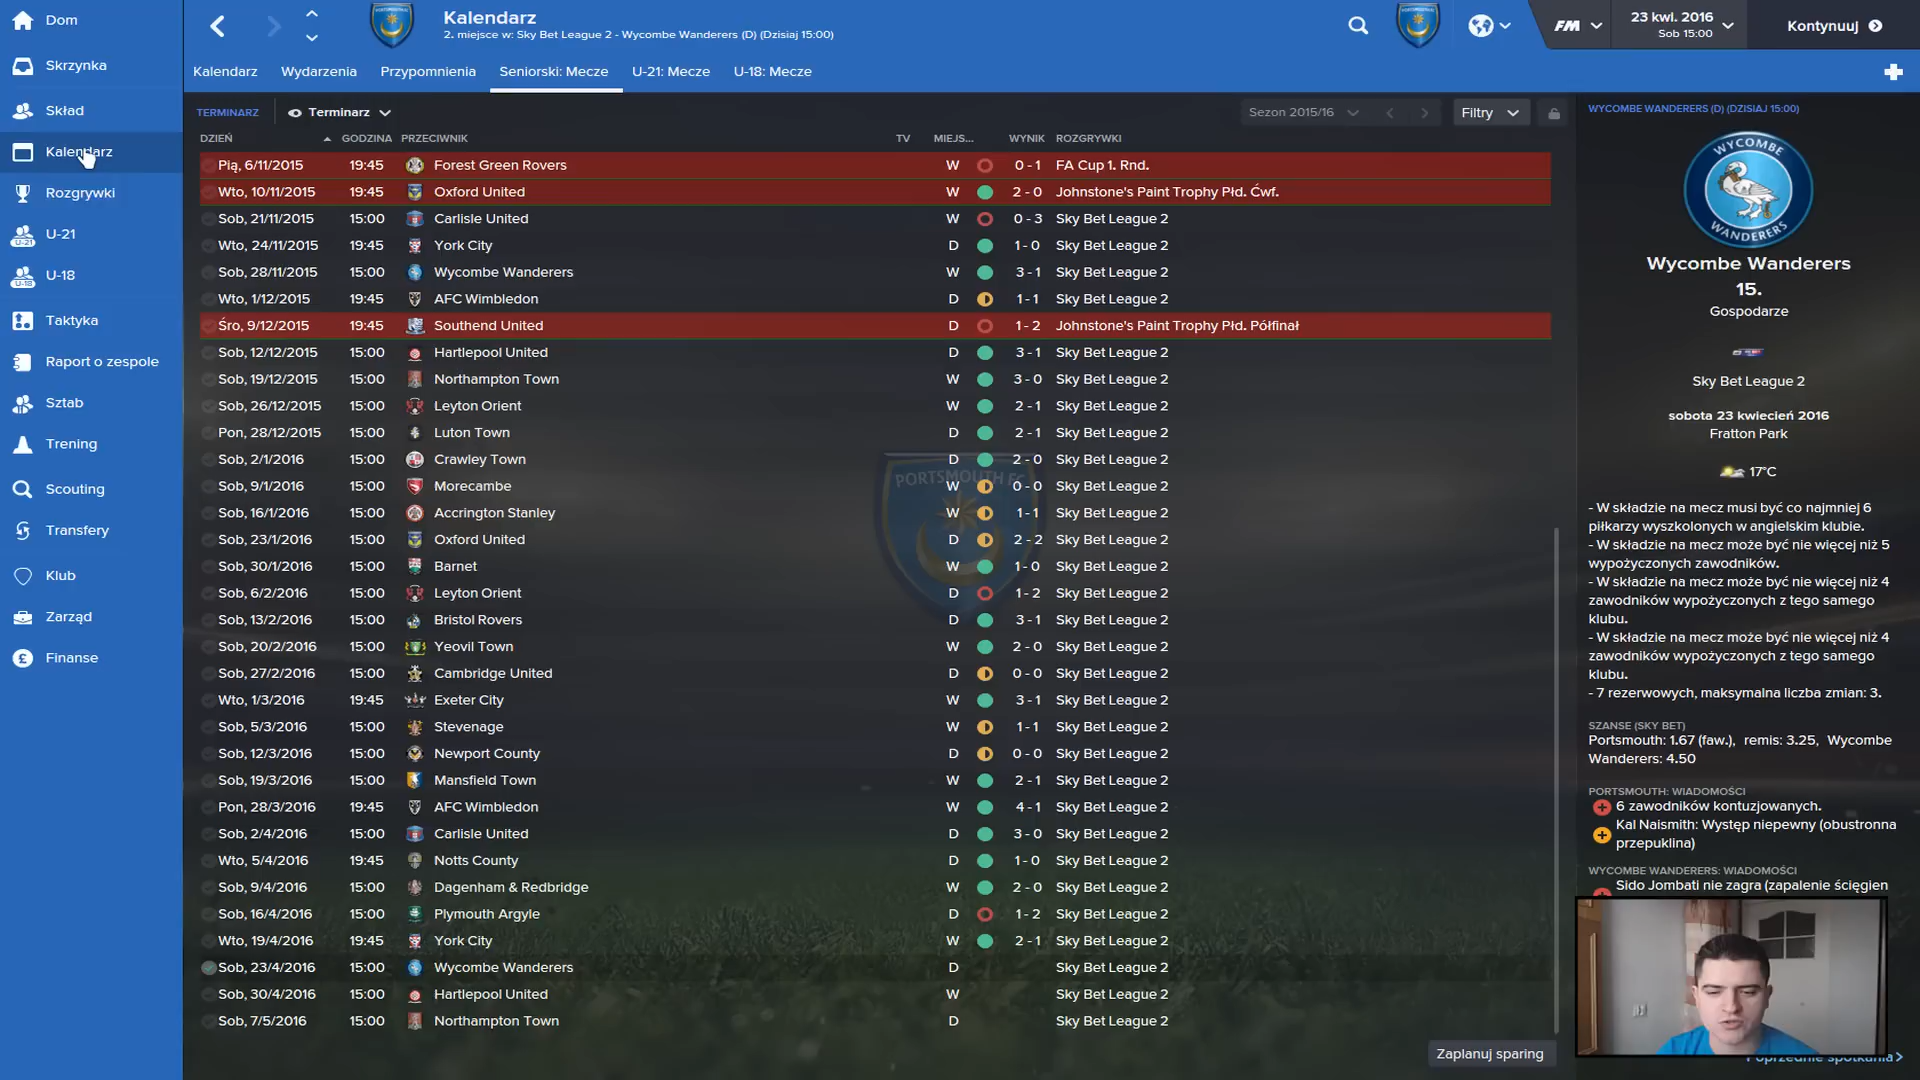 Dom
Skrzynka
Skład
Kalendarz
Rozgrywki
U-21
U-18
Taktyka
Raport o zespole
Sztab
Trening
Scouting
Transfery
Klub
Zarząd
Finanse
Kalendarz
2. miejsce w: Sky Bet League 2 - Wycombe Wanderers (D) (Dzisiaj 15:00)
FM
23 kwi. 2016
Sob 15:00
Kontynuuj
Kalendarz Wydarzenia Przypomnienia Seniorski: Mecze U-21: Mecze U-18: Mecze
TERMINARZ Terminarz Sezon 2015/16 Filtry
DZIEŃ GODZINA PRZECIWNIK TV MIEJS... WYNIK ROZGRYWKI
Pią, 6/11/2015 19:45 Forest Green Rovers W 0 - 1 FA Cup 1. Rnd.
Wto, 10/11/2015 19:45 Oxford United W 2 - 0 Johnstone's Paint Trophy Płd. Ćwf.
Sob, 21/11/2015 15:00 Carlisle United W 0 - 3 Sky Bet League 2
Wto, 24/11/2015 19:45 York City D 1 - 0 Sky Bet League 2
Sob, 28/11/2015 15:00 Wycombe Wanderers W 3 - 1 Sky Bet League 2
Wto, 1/12/2015 19:45 AFC Wimbledon D 1 - 1 Sky Bet League 2
Śro, 9/12/2015 19:45 Southend United D 1 - 2 Johnstone's Paint Trophy Płd. Półfinał
Sob, 12/12/2015 15:00 Hartlepool United D 3 - 1 Sky Bet League 2
Sob, 19/12/2015 15:00 Northampton Town W 3 - 0 Sky Bet League 2
Sob, 26/12/2015 15:00 Leyton Orient W 2 - 1 Sky Bet League 2
Pon, 28/12/2015 15:00 Luton Town D 2 - 1 Sky Bet League 2
Sob, 2/1/2016 15:00 Crawley Town D 2 - 0 Sky Bet League 2
Sob, 9/1/2016 15:00 Morecambe W 0 - 0 Sky Bet League 2
Sob, 16/1/2016 15:00 Accrington Stanley W 1 - 1 Sky Bet League 2
Sob, 23/1/2016 15:00 Oxford United D 2 - 2 Sky Bet League 2
Sob, 30/1/2016 15:00 Barnet W 1 - 0 Sky Bet League 2
Sob, 6/2/2016 15:00 Leyton Orient D 1 - 2 Sky Bet League 2
Sob, 13/2/2016 15:00 Bristol Rovers D 3 - 1 Sky Bet League 2
Sob, 20/2/2016 15:00 Yeovil Town W 2 - 0 Sky Bet League 2
Sob, 27/2/2016 15:00 Cambridge United D 0 - 0 Sky Bet League 2
Wto, 1/3/2016 19:45 Exeter City W 3 - 1 Sky Bet League 2
Sob, 5/3/2016 15:00 Stevenage W 1 - 1 Sky Bet League 2
Sob, 12/3/2016 15:00 Newport County D 0 - 0 Sky Bet League 2
Sob, 19/3/2016 15:00 Mansfield Town W 2 - 1 Sky Bet League 2
Pon, 28/3/2016 19:45 AFC Wimbledon W 4 - 1 Sky Bet League 2
Sob, 2/4/2016 15:00 Carlisle United D 3 - 0 Sky Bet League 2
Wto, 5/4/2016 19:45 Notts County D 1 - 0 Sky Bet League 2
Sob, 9/4/2016 15:00 Dagenham & Redbridge W 2 - 0 Sky Bet League 2
Sob, 16/4/2016 15:00 Plymouth Argyle D 1 - 2 Sky Bet League 2
Wto, 19/4/2016 19:45 York City W 2 - 1 Sky Bet League 2
Sob, 23/4/2016 15:00 Wycombe Wanderers D Sky Bet League 2
Sob, 30/4/2016 15:00 Hartlepool United W Sky Bet League 2
Sob, 7/5/2016 15:00 Northampton Town D Sky Bet League 2
PORTSMOUTH FC
Zaplanuj sparing
WYCOMBE WANDERERS (D) (DZISIAJ 15:00)
WYCOMBE
WANDERERS
Wycombe Wanderers
15.
Gospodarze
Sky Bet League 2
sobota 23 kwiecień 2016
Fratton Park
17°C
- W składzie na mecz musi być co najmniej 6
piłkarzy wyszkolonych w angielskim klubie.
- W składzie na mecz może być nie więcej niż 5
wypożyczonych zawodników.
- W składzie na mecz może być nie więcej niż 4
zawodników wypożyczonych z tego samego
klubu.
- W składzie na mecz może być nie więcej niż 4
zawodników wypożyczonych z tego samego
klubu.
- 7 rezerwowych, maksymalna liczba zmian: 3.
SZANSE (SKY BET)
Portsmouth: 1.67 (faw.), remis: 3.25, Wycombe
Wanderers: 4.50
PORTSMOUTH: WIADOMOŚCI
6 zawodników kontuzjowanych.
Kal Naismith: Występ niepewny (obustronna
przepuklina)
WYCOMBE WANDERERS: WIADOMOŚCI
Sido Jombati nie zagra (zapalenie ścięgien
Poprzednie spotkania